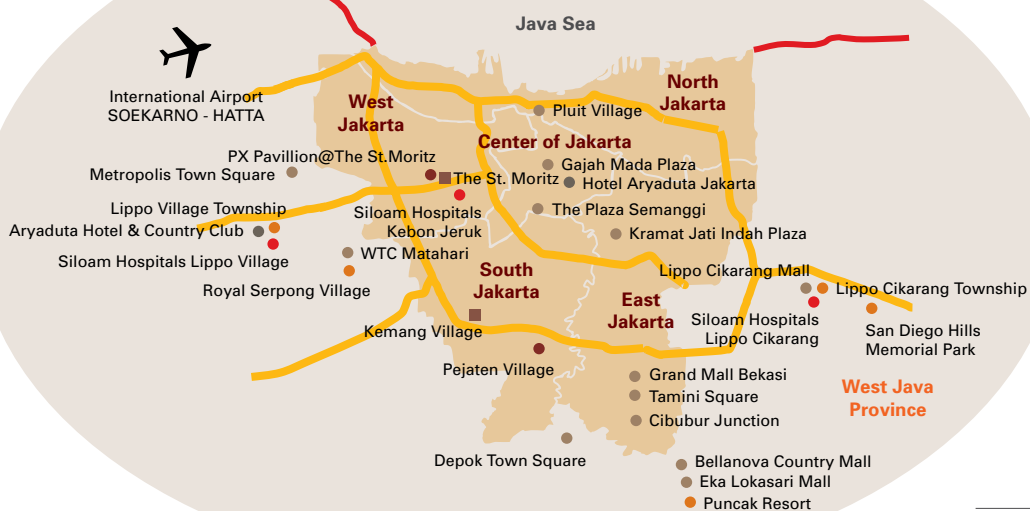 Java Sea
International Airport
SOEKARNO - HATTA
West
Jakarta
North
Jakarta
Pluit Village
Center of Jakarta
PX Pavillion@The St.Moritz
Metropolis Town Square
The St. Moritz
Gajah Mada Plaza
Hotel Aryaduta Jakarta
Lippo Village Township
Aryaduta Hotel & Country Club
Siloam Hospitals Lippo Village
Siloam Hospitals
Kebon Jeruk
The Plaza Semanggi
Kramat Jati Indah Plaza
WTC Matahari
Royal Serpong Village
South
Jakarta
East
Jakarta
Lippo Cikarang Mall
Lippo Cikarang Township
Siloam Hospitals
Lippo Cikarang
San Diego Hills
Memorial Park
Kemang Village
Pejaten Village
Grand Mall Bekasi
Tamini Square
Cibubur Junction
West Java
Province
Depok Town Square
Bellanova Country Mall
Eka Lokasari Mall
Puncak Resort